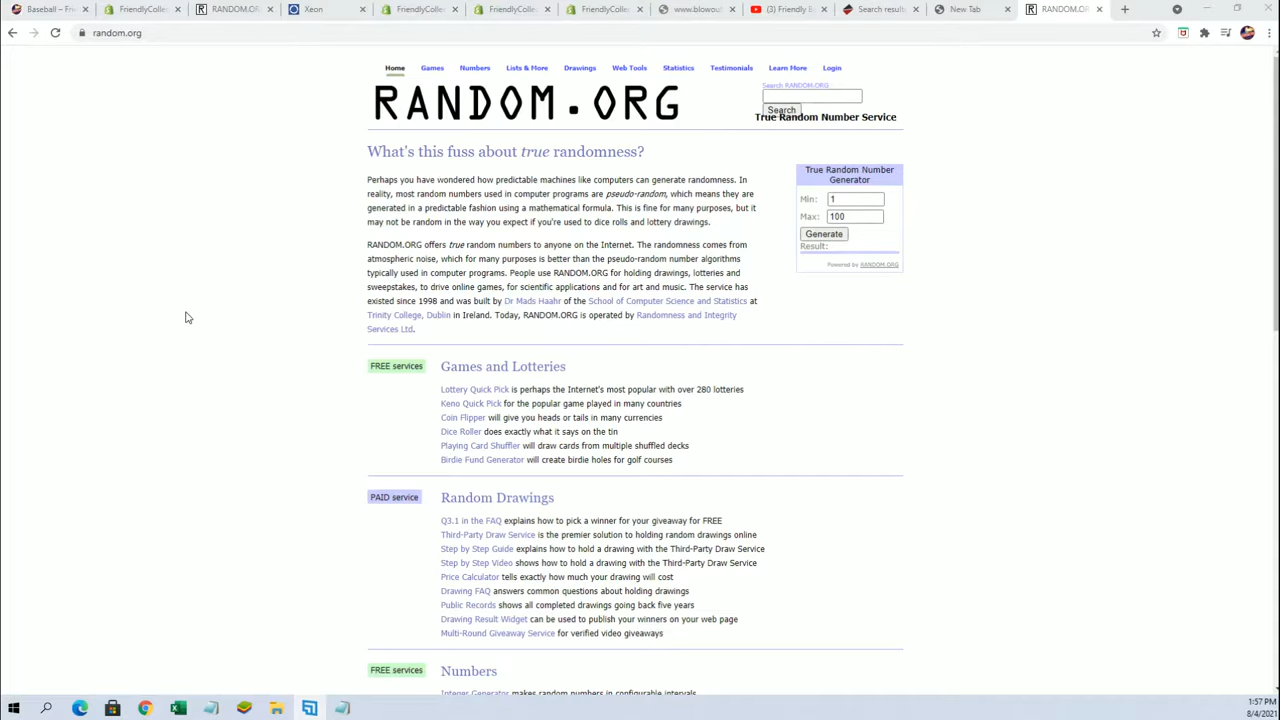 Baseball – Fri
FriendlyColle
RANDOM.ORG
Xeon
FriendlyColle
FriendlyColle
FriendlyColle
www.blowout
(3) Friendly B
Search results
New Tab
RANDOM.OR
random.org
Home Games Numbers Lists & More Drawings Web Tools Statistics Testimonials Learn More Login
RANDOM.ORG
Search RANDOM.ORG
Search
True Random Number Service
What's this fuss about true randomness?
Perhaps you have wondered how predictable machines like computers can generate randomness. In
reality, most random numbers used in computer programs are pseudo-random, which means they are
generated in a predictable fashion using a mathematical formula. This is fine for many purposes, but it
may not be random in the way you expect if you're used to dice rolls and lottery drawings.
RANDOM.ORG offers true random numbers to anyone on the Internet. The randomness comes from
atmospheric noise, which for many purposes is better than the pseudo-random number algorithms
typically used in computer programs. People use RANDOM.ORG for holding drawings, lotteries and
sweepstakes, to drive online games, for scientific applications and for art and music. The service has
existed since 1998 and was built by Dr Mads Haahr of the School of Computer Science and Statistics at
Trinity College, Dublin in Ireland. Today, RANDOM.ORG is operated by Randomness and Integrity
Services Ltd.
True Random Number
Generator
Min: 1
Max: 100
Generate
Result:
Powered by RANDOM.ORG
FREE services
Games and Lotteries
Lottery Quick Pick is perhaps the Internet's most popular with over 280 lotteries
Keno Quick Pick for the popular game played in many countries
Coin Flipper will give you heads or tails in many currencies
Dice Roller does exactly what it says on the tin
Playing Card Shuffler will draw cards from multiple shuffled decks
Birdie Fund Generator will create birdie holes for golf courses
PAID service
Random Drawings
Q3.1 in the FAQ explains how to pick a winner for your giveaway for FREE
Third-Party Draw Service is the premier solution to holding random drawings online
Step by Step Guide explains how to hold a drawing with the Third-Party Draw Service
Step by Step Video shows how to hold a drawing with the Third-Party Draw Service
Price Calculator tells exactly how much your drawing will cost
Drawing FAQ answers common questions about holding drawings
Public Records shows all completed drawings going back five years
Drawing Result Widget can be used to publish your winners on your web page
Multi-Round Giveaway Service for verified video giveaways
FREE services
Numbers
Integer Generator makes random numbers in configurable intervals
1:57 PM
8/4/2021